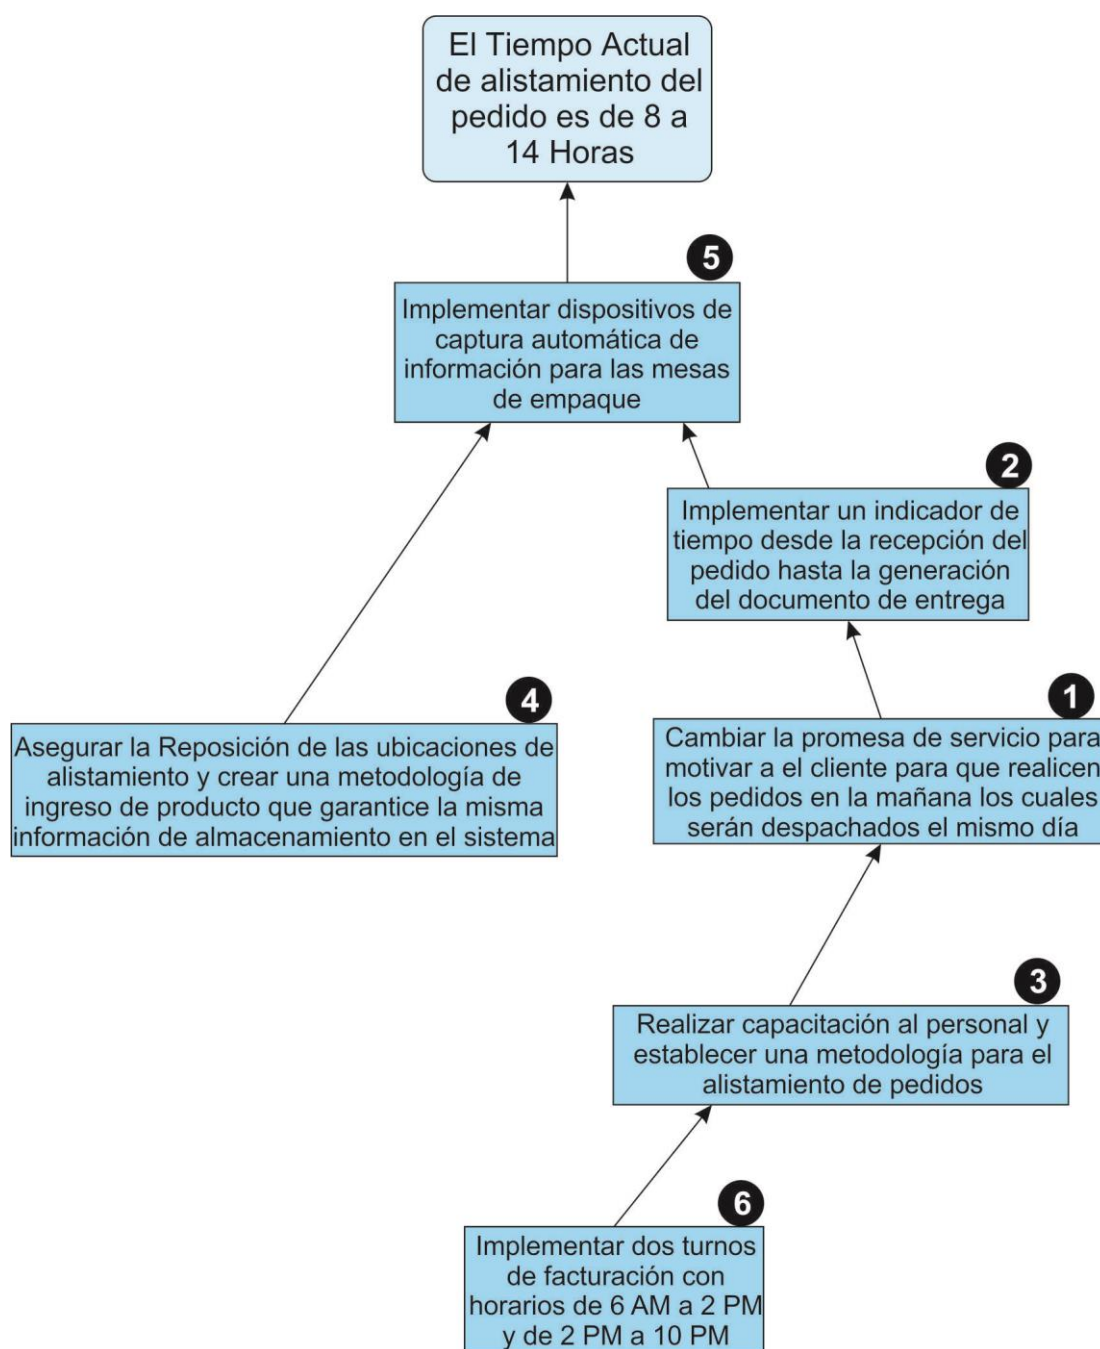 El Tiempo Actual
de alistamiento del
pedido es de 8 a
14 Horas
5
Implementar dispositivos de
captura automática de
información para las mesas
de empaque
2
Implementar un indicador de
tiempo desde la recepción del
pedido hasta la generación
del documento de entrega
4
Asegurar la Reposición de las ubicaciones de
alistamiento y crear una metodología de
ingreso de producto que garantice la misma
información de almacenamiento en el sistema
1
Cambiar la promesa de servicio para
motivar a el cliente para que realicen
los pedidos en la mañana los cuales
serán despachados el mismo día
3
Realizar capacitación al personal y
establecer una metodología para el
alistamiento de pedidos
6
Implementar dos turnos
de facturación con
horarios de 6 AM a 2 PM
y de 2 PM a 10 PM